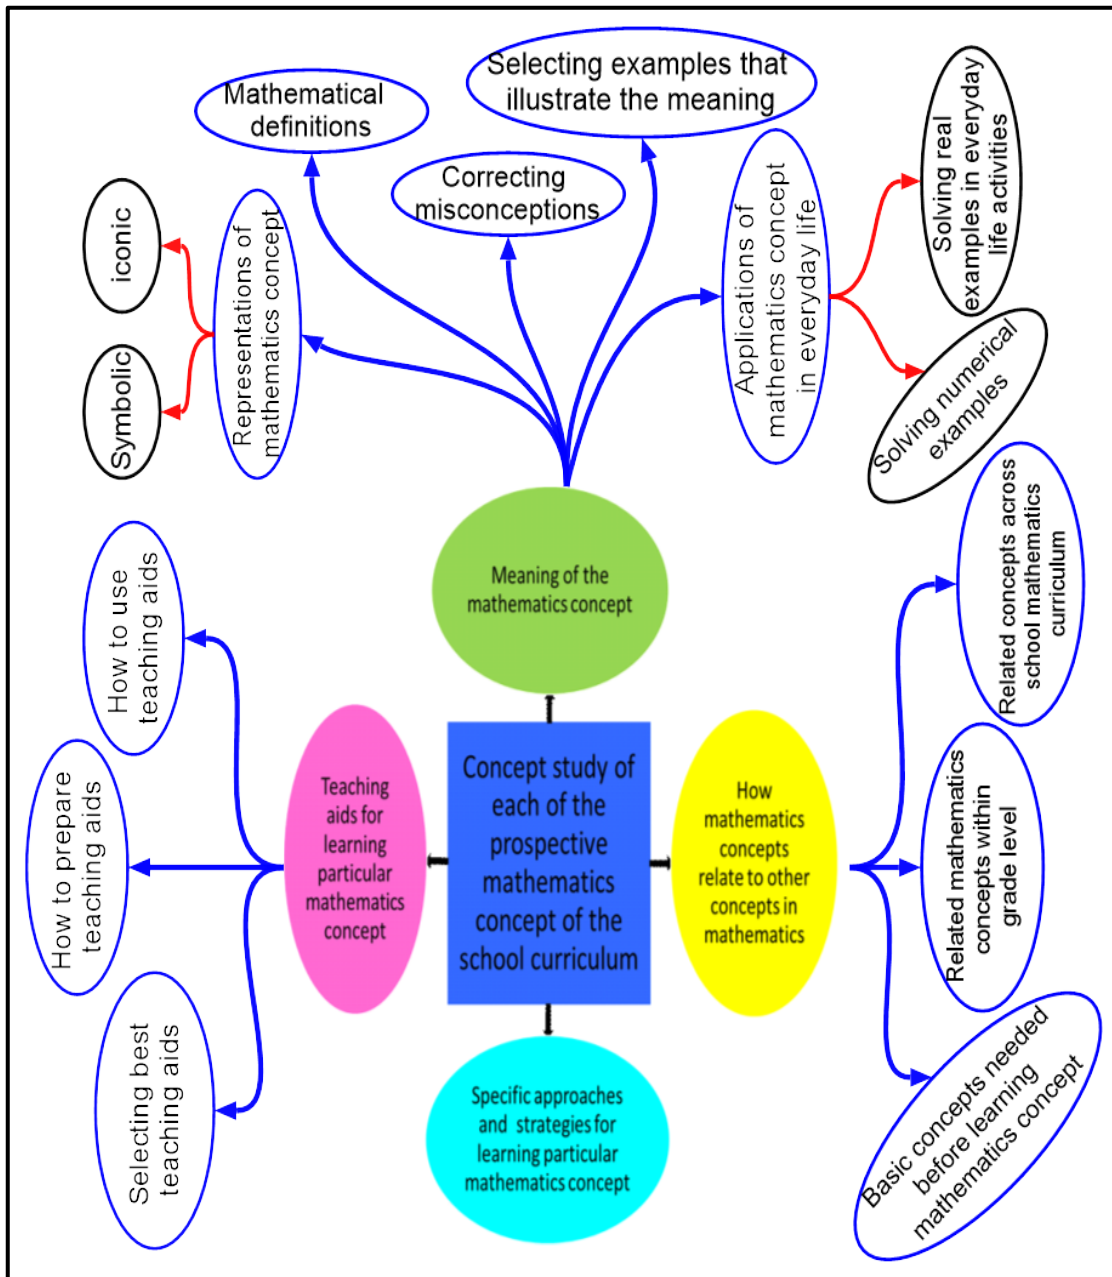 Mathematical
definitions
Selecting examples that
illustrate the meaning
Correcting
misconceptions
iconic
Symbolic
Representations of
mathematics concept
Applications of
mathematics concept
in everyday life
Solving real
examples in everyday
life activities
Solving numerical
examples
Meaning of the
mathematics concept
How to use
teaching aids
How to prepare
teaching aids
Selecting best
teaching aids
Teaching
aids for
learning
particular
mathematics
concept
Concept study of
each of the
prospective
mathematics
concept of the
school curriculum
How
mathematics
concepts
relate to other
concepts in
mathematics
Related concepts across
school mathematics
curriculum
Related mathematics
concepts within
grade level
Basic concepts needed
before learning
mathematics concept
Specific approaches
and strategies for
learning particular
mathematics concept